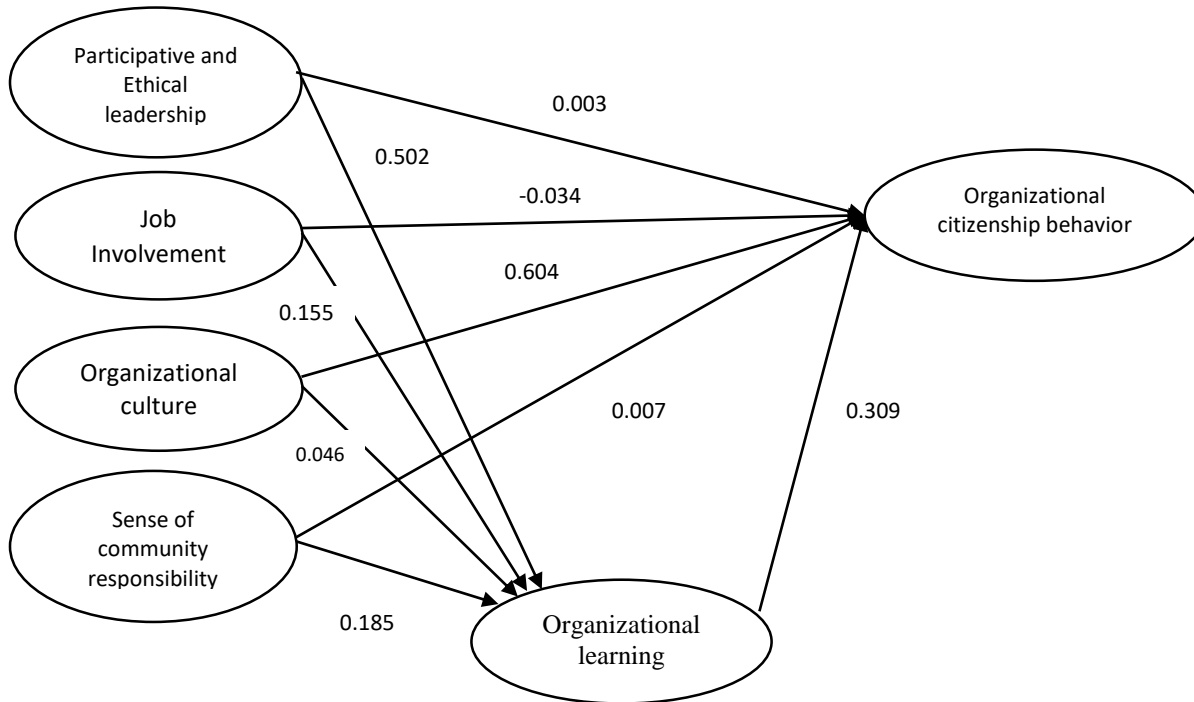 Participative and
Ethical
leadership
0.003
0.502
Job
Involvement
-0.034
Organizational
citizenship behavior
0.604
0.155
Organizational
culture
0.007
0.309
0.046
Sense of
community
responsibility
0.185
Organizational
learning